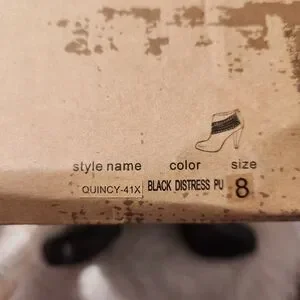 style name color size
QUINCY-41X BLACK DISTRESS PU 8